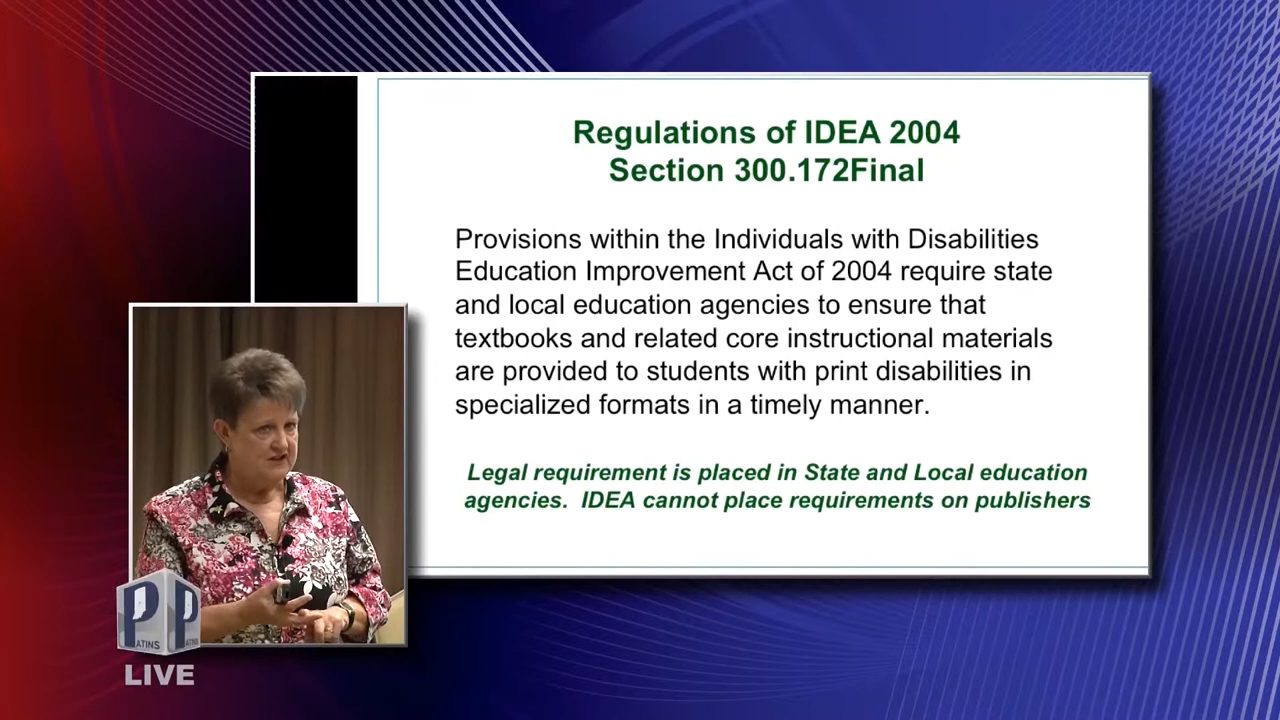 Regulations of IDEA 2004
Section 300.172Final
Provisions within the Individuals with Disabilities
Education Improvement Act of 2004 require state
and local education agencies to ensure that
textbooks and related core instructional materials
are provided to students with print disabilities in
specialized formats in a timely manner.
Legal requirement is placed in State and Local education
agencies. IDEA cannot place requirements on publishers
P P
ATINS ATINS
LIVE